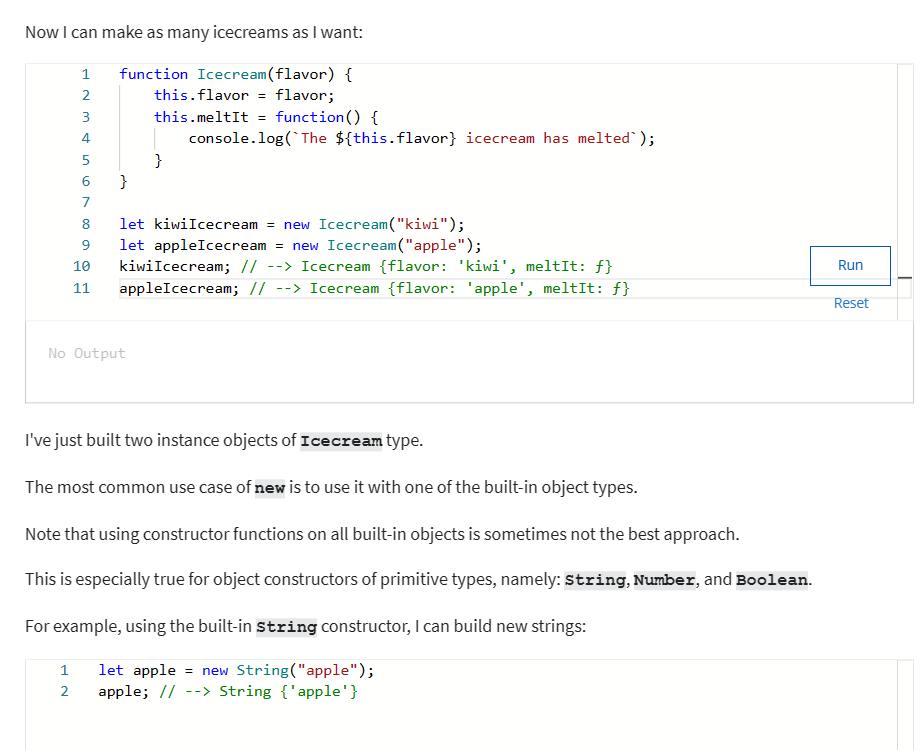 Now I can make as many icecreams as I want:
1 function Icecream(flavor) {
2 this.flavor = flavor;
3 this.meltIt = function() {
4 console.log(`The ${this.flavor} icecream has melted`);
5 }
6 }
7
8 let kiwiIcecream = new Icecream("kiwi");
9 let appleIcecream = new Icecream("apple");
10 kiwiIcecream; // --> Icecream {flavor: 'kiwi', meltIt: ƒ}
11 appleIcecream; // --> Icecream {flavor: 'apple', meltIt: ƒ}
Run
Reset
No Output
I've just built two instance objects of Icecream type.
The most common use case of new is to use it with one of the built-in object types.
Note that using constructor functions on all built-in objects is sometimes not the best approach.
This is especially true for object constructors of primitive types, namely: String, Number, and Boolean.
For example, using the built-in String constructor, I can build new strings:
1 let apple = new String("apple");
2 apple; // --> String {'apple'}